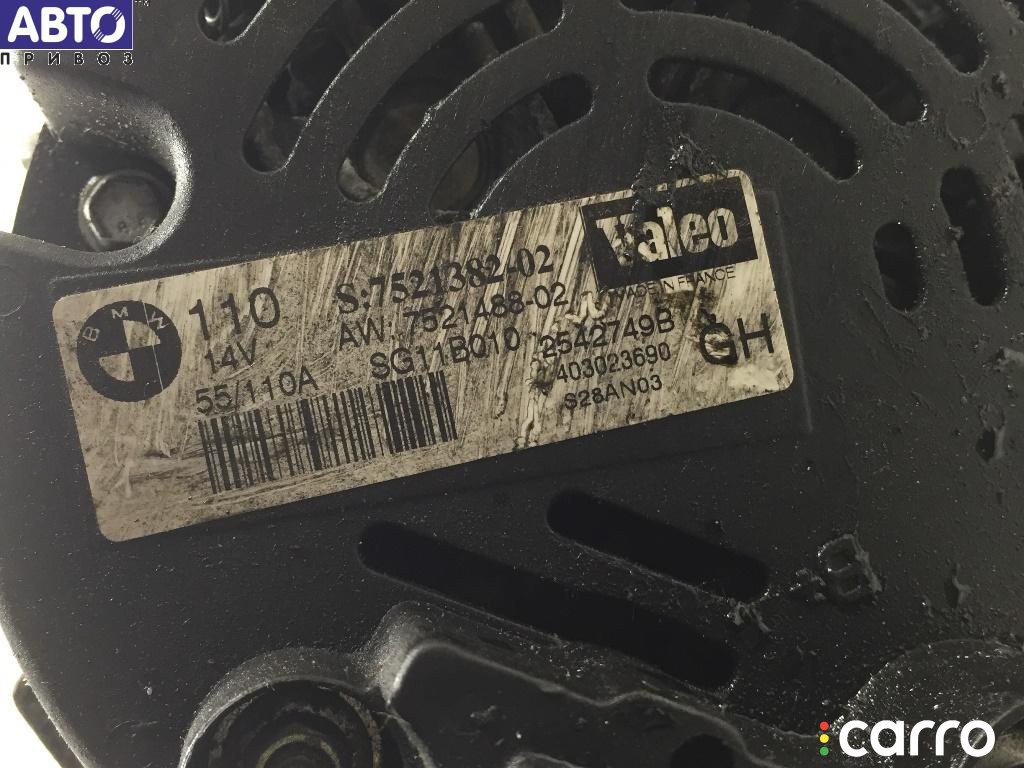 АВТО
ПРИВОЗ
BMW
110
14V
55/110A
S:7521382-02
AW: 7521488-02
SG11B010
Valeo
MADE IN FRANCE
2542749B
403023690
S28AN03
GH
carro